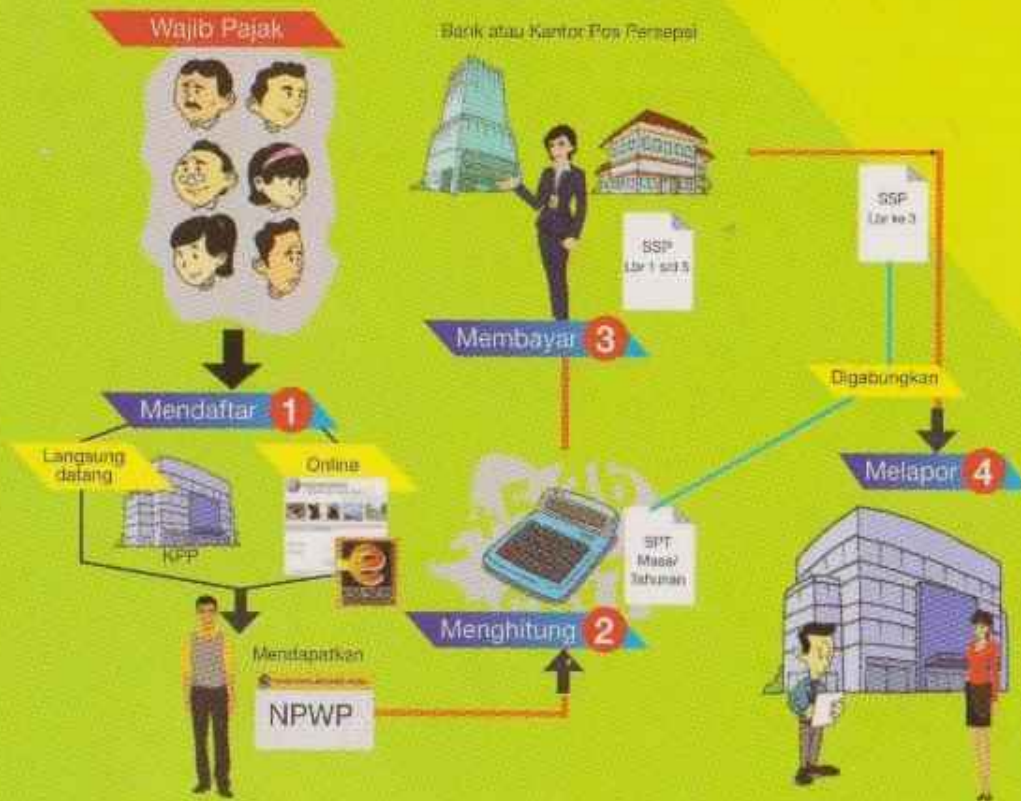 Wajib Pajak
Bank atau Kantor Pos Persepsi
SSP
Lbr 1 s/d 5
SSP
Lbr ke 3
Membayar 3
Digabungkan
Mendaftar 1
Langsung
datang
Online
KPP
Melapor 4
SPT
Masa/
Tahunan
Menghitung 2
Mendapatkan
NPWP